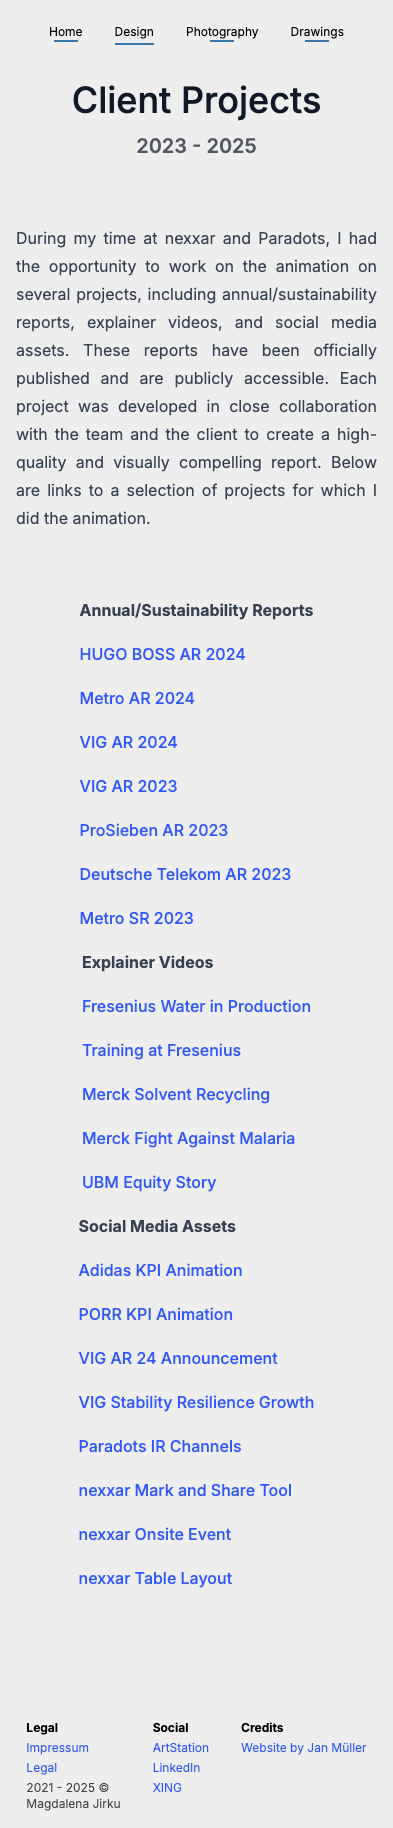 Home Design Photography Drawings
Client Projects
2023 - 2025
During my time at nexxar and Paradots, I had
the opportunity to work on the animation on
several projects, including annual/sustainability
reports, explainer videos, and social media
assets. These reports have been officially
published and are publicly accessible. Each
project was developed in close collaboration
with the team and the client to create a high-
quality and visually compelling report. Below
are links to a selection of projects for which I
did the animation.
Annual/Sustainability Reports
HUGO BOSS AR 2024
Metro AR 2024
VIG AR 2024
VIG AR 2023
ProSieben AR 2023
Deutsche Telekom AR 2023
Metro SR 2023
Explainer Videos
Fresenius Water in Production
Training at Fresenius
Merck Solvent Recycling
Merck Fight Against Malaria
UBM Equity Story
Social Media Assets
Adidas KPI Animation
PORR KPI Animation
VIG AR 24 Announcement
VIG Stability Resilience Growth
Paradots IR Channels
nexxar Mark and Share Tool
nexxar Onsite Event
nexxar Table Layout
Legal
Impressum
Legal
2021 - 2025 ©
Magdalena Jirku
Social
ArtStation
LinkedIn
XING
Credits
Website by Jan Müller